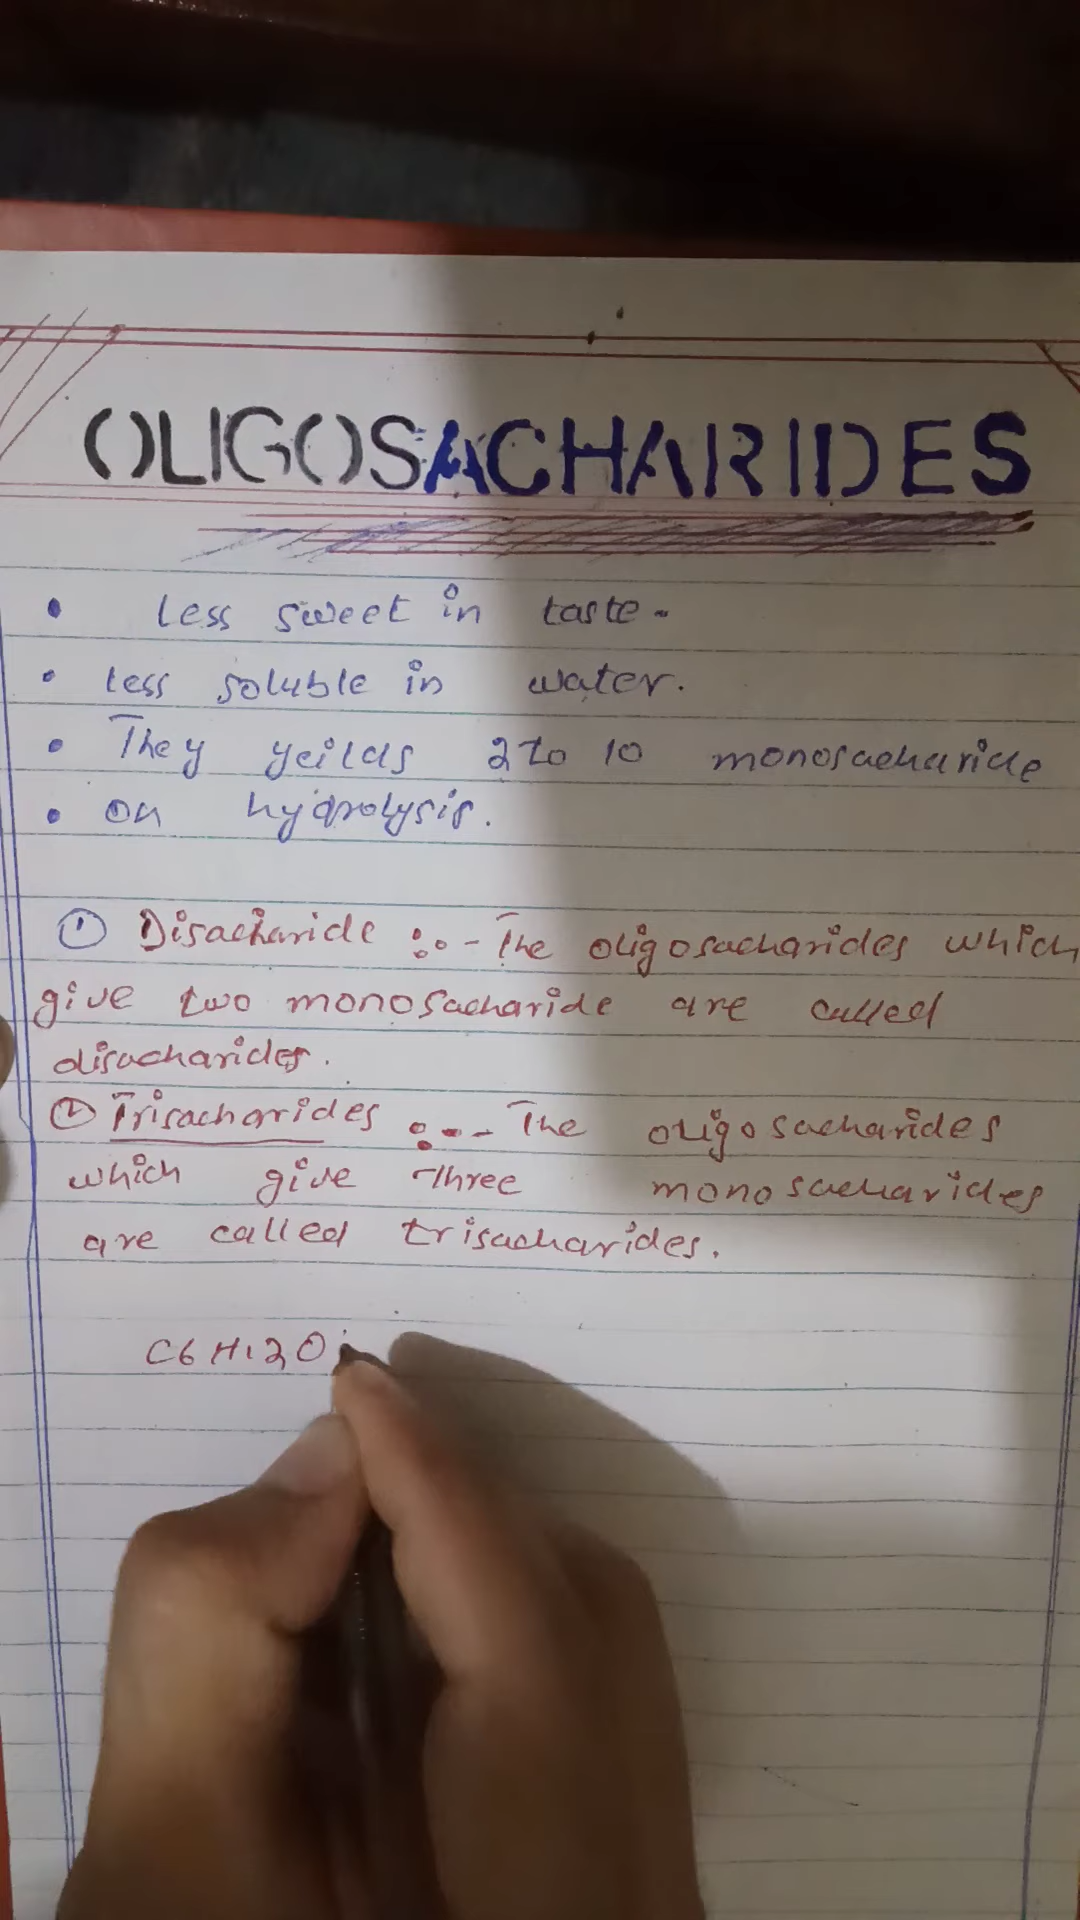 OLIGOSACHARIDES
• Less sweet in taste.
• less soluble in water.
• They yeilds 2 to 10 monosacharide
• on hydrolysis.
① Disacharide :- The oligosacharides which
give two monosacharide are called
disacharides.
② Trisacharides :- The oligosacharides
which give Three monosacharides
are called trisacharides.
C6H12O